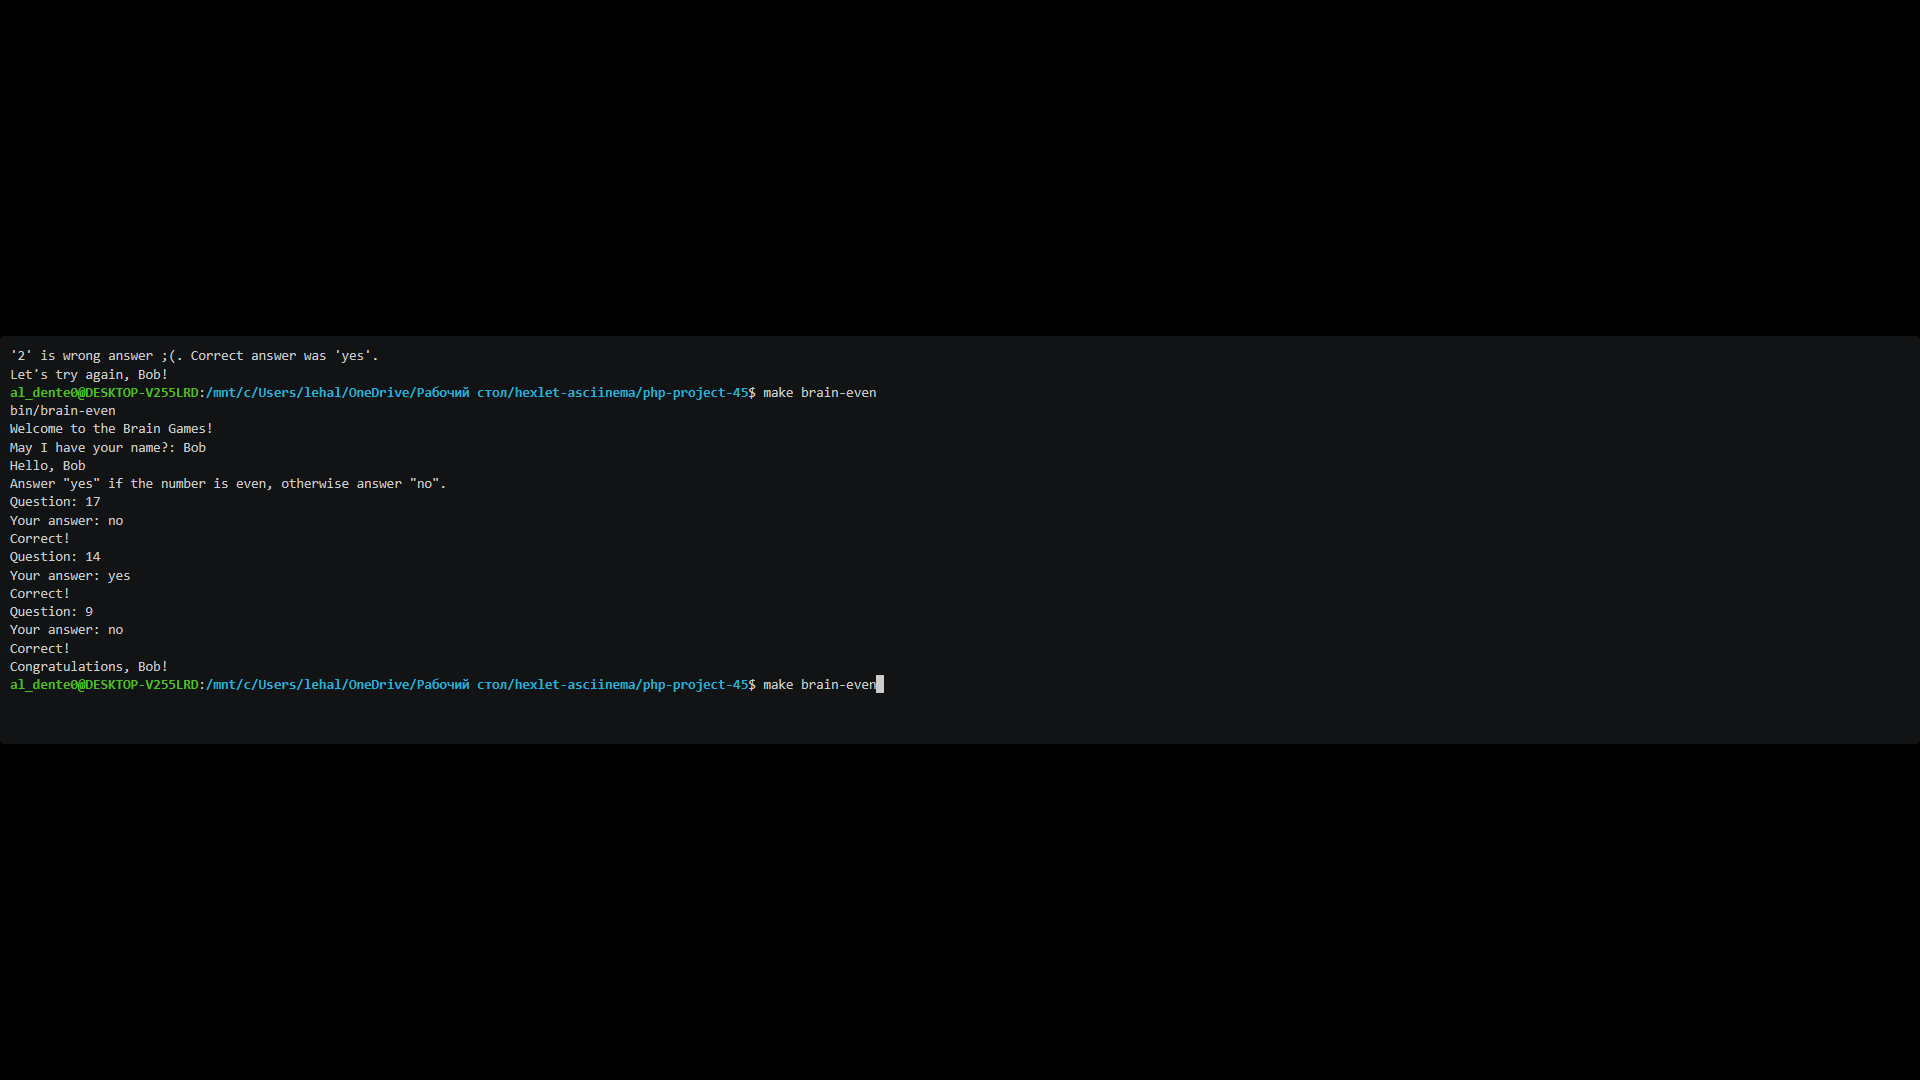 '2' is wrong answer ;(. Correct answer was 'yes'.
Let's try again, Bob!
al_dente0@DESKTOP-V255LRD:/mnt/c/Users/lehal/OneDrive/Рабочий стол/hexlet-asciinema/php-project-45$ make brain-even
bin/brain-even
Welcome to the Brain Games!
May I have your name?: Bob
Hello, Bob
Answer "yes" if the number is even, otherwise answer "no".
Question: 17
Your answer: no
Correct!
Question: 14
Your answer: yes
Correct!
Question: 9
Your answer: no
Correct!
Congratulations, Bob!
al_dente0@DESKTOP-V255LRD:/mnt/c/Users/lehal/OneDrive/Рабочий стол/hexlet-asciinema/php-project-45$ make brain-even